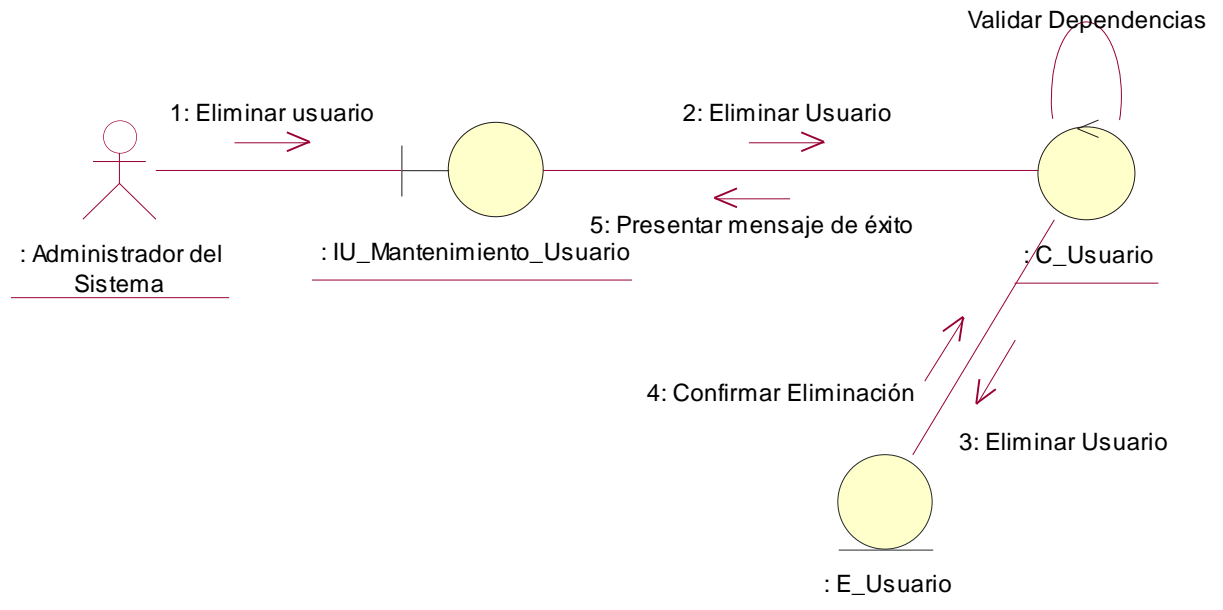 Validar Dependencias
1: Eliminar usuario
2: Eliminar Usuario
5: Presentar mensaje de éxito
: Administrador del
Sistema
: IU_Mantenimiento_Usuario
: C_Usuario
4: Confirmar Eliminación
3: Eliminar Usuario
: E_Usuario